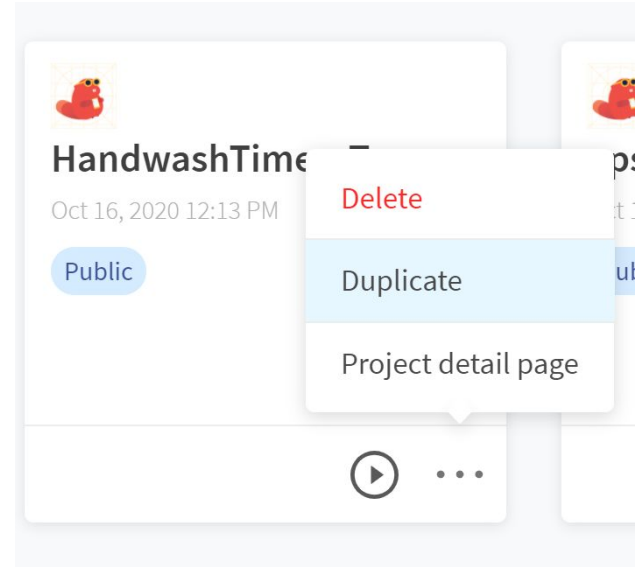 HandwashTime
Oct 16, 2020 12:13 PM
Public
Delete
Duplicate
Project detail page